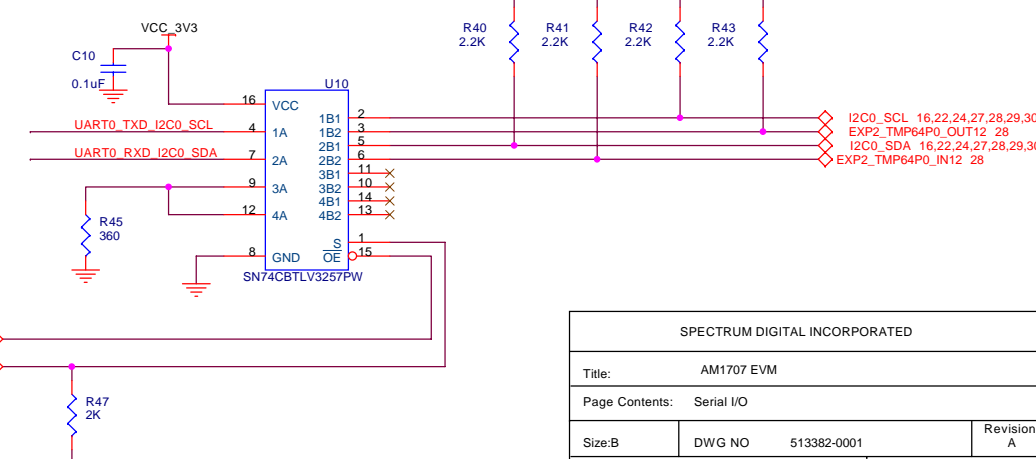 R40
2.2K
R41
2.2K
R42
2.2K
R43
2.2K
VCC_3V3
C10
0.1uF
U10
16
VCC
4
1A
7
2A
9
3A
12
4A
8
GND
1B1
2
1B2
3
2B1
5
2B2
6
3B1
11
3B2
10
4B1
14
4B2
13
S
1
OE
15
SN74CBTLV3257PW
UART0_TXD_I2C0_SCL
UART0_RXD_I2C0_SDA
I2C0_SCL 16,22,24,27,28,29,30
EXP2_TMP64P0_OUT12 28
I2C0_SDA 16,22,24,27,28,29,30
EXP2_TMP64P0_IN12 28
R45
360
R47
2K
SPECTRUM DIGITAL INCORPORATED
Title: AM1707 EVM
Page Contents: Serial I/O
Size:B DWG NO 513382-0001 Revision
A